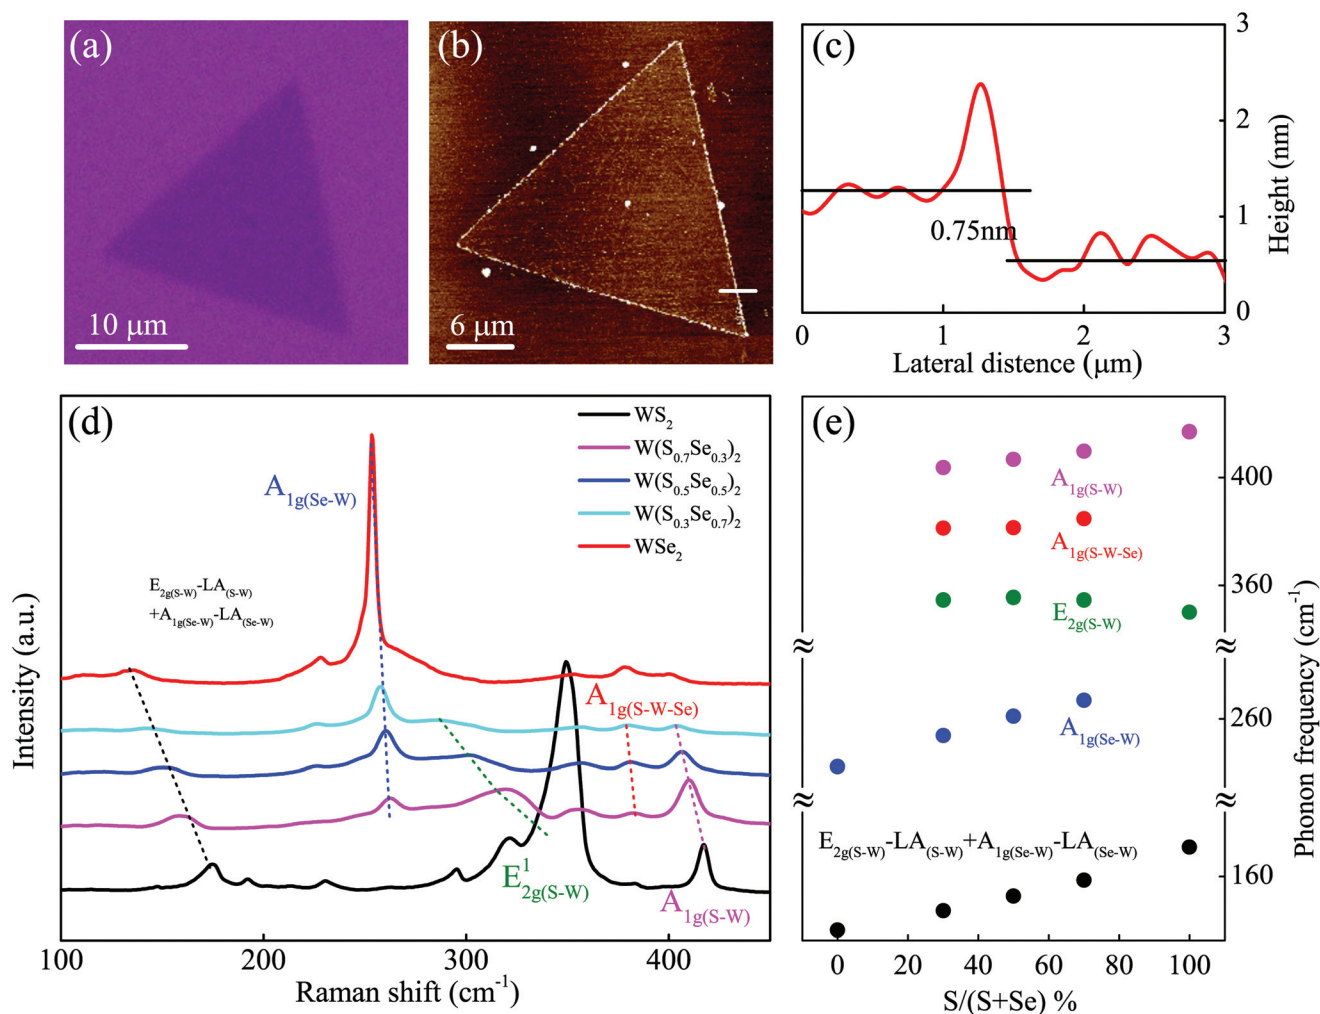 (a)
10 μm
(b)
6 μm
(c)
3
2
1
0
Height (nm)
0.75nm
0 1 2 3
Lateral distence (μm)
(d)
WS₂
W(S₀.₇Se₀.₃)₂
W(S₀.₅Se₀.₅)₂
W(S₀.₃Se₀.₇)₂
WSe₂
A1g(Se-W)
E2g(S-W)-LA(S-W)
+A1g(Se-W)-LA(Se-W)
A1g(S-W-Se)
E¹2g(S-W)
A1g(S-W)
Intensity (a.u.)
100 200 300 400
Raman shift (cm⁻¹)
(e)
400
A1g(S-W)
A1g(S-W-Se)
360
E2g(S-W)
≈ ≈
260
A1g(Se-W)
≈ ≈
E2g(S-W)-LA(S-W)+A1g(Se-W)-LA(Se-W)
160
Phonon frequency (cm⁻¹)
0 20 40 60 80 100
S/(S+Se) %